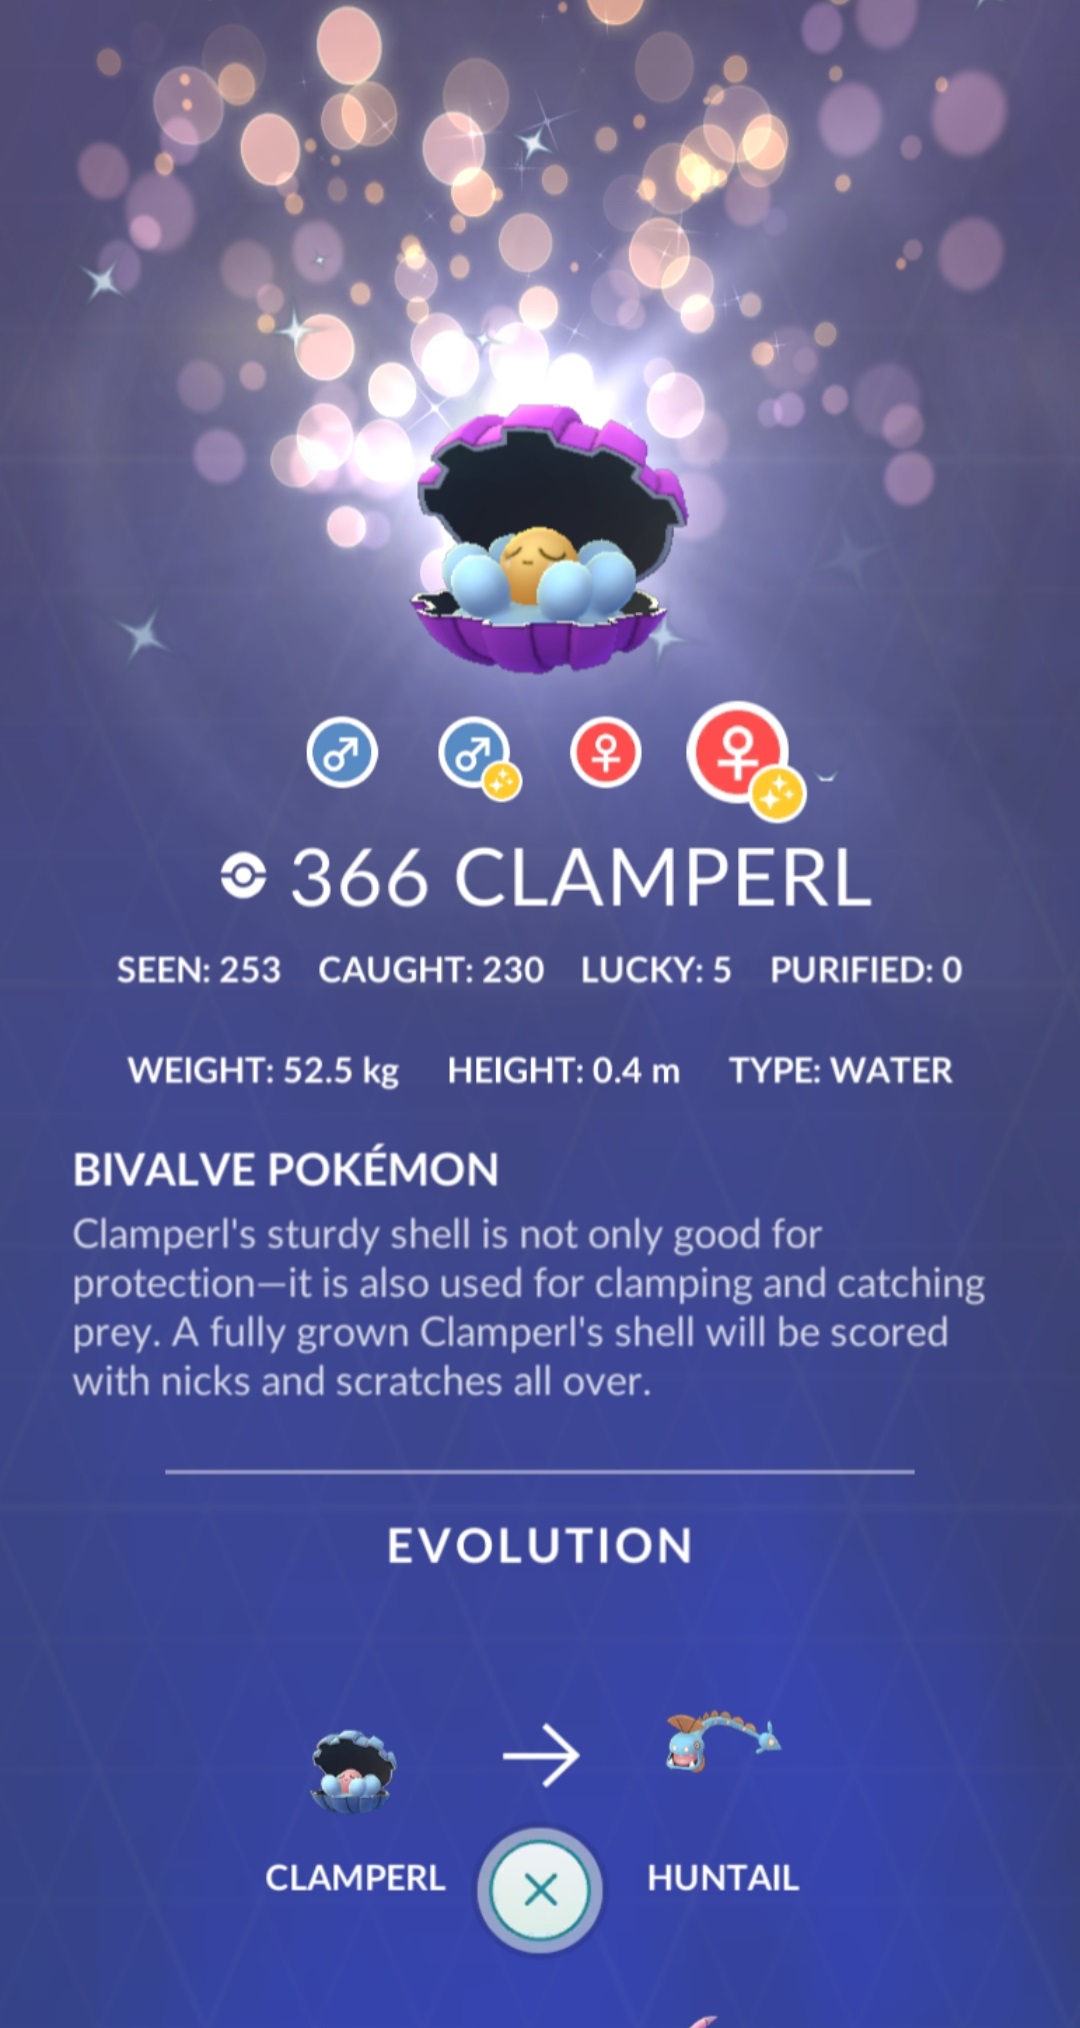 366 CLAMPERL
SEEN: 253 CAUGHT: 230 LUCKY: 5 PURIFIED: 0
WEIGHT: 52.5 kg HEIGHT: 0.4 m TYPE: WATER
BIVALVE POKÉMON
Clamperl's sturdy shell is not only good for
protection—it is also used for clamping and catching
prey. A fully grown Clamperl's shell will be scored
with nicks and scratches all over.
EVOLUTION
CLAMPERL HUNTAIL